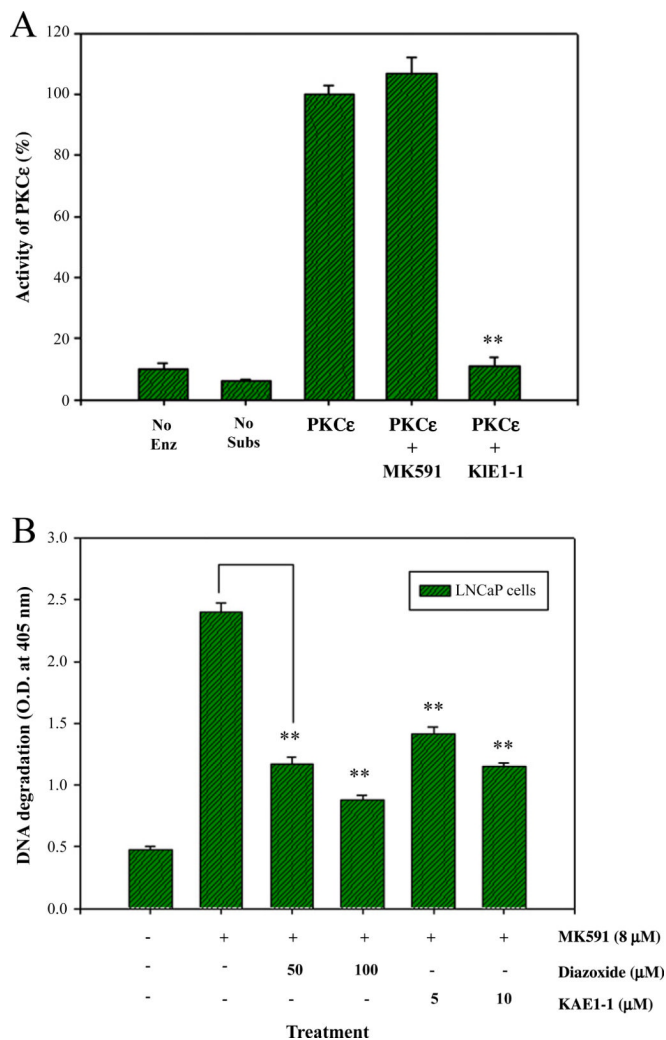 A
Activity of PKCε (%)
120
100
80
60
40
20
0
**
No Enz
No Subs
PKCε
PKCε + MK591
PKCε + KIE1-1
B
DNA degradation (O.D. at 405 nm)
3.0
2.5
2.0
1.5
1.0
0.5
0.0
LNCaP cells
** ** ** **
- + + + + + MK591 (8 μM)
- - 50 100 - - Diazoxide (μM)
- - - - 5 10 KAE1-1 (μM)
Treatment